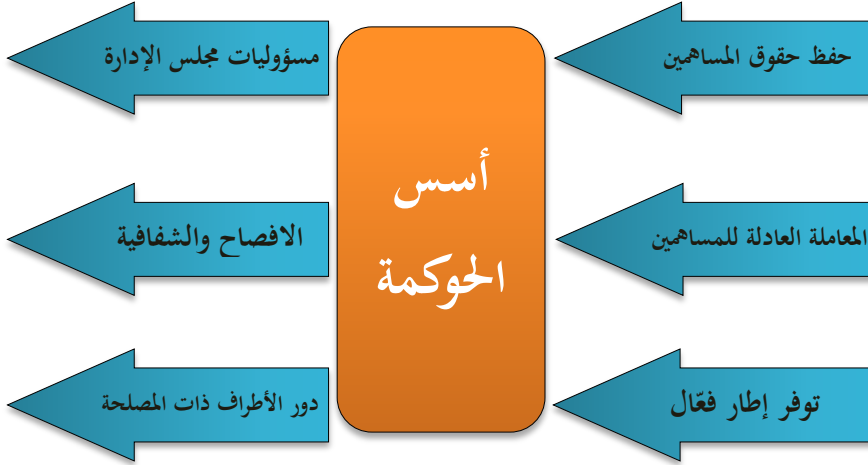 حفظ حقوق المساهمين
المعاملة العادلة للمساهمين
توفر إطار فعّال
أسس
الحوكمة
مسؤوليات مجلس الإدارة
الافصاح والشفافية
دور الأطراف ذات المصلحة